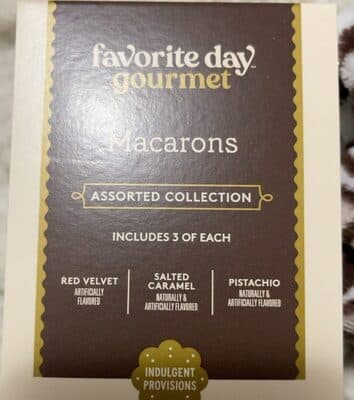 favorite day™
gourmet
Macarons
ASSORTED COLLECTION
INCLUDES 3 OF EACH
RED VELVET
ARTIFICIALLY
FLAVORED
SALTED
CARAMEL
NATURALLY &
ARTIFICIALLY FLAVORED
PISTACHIO
NATURALLY &
ARTIFICIALLY FLAVORED
INDULGENT
PROVISIONS